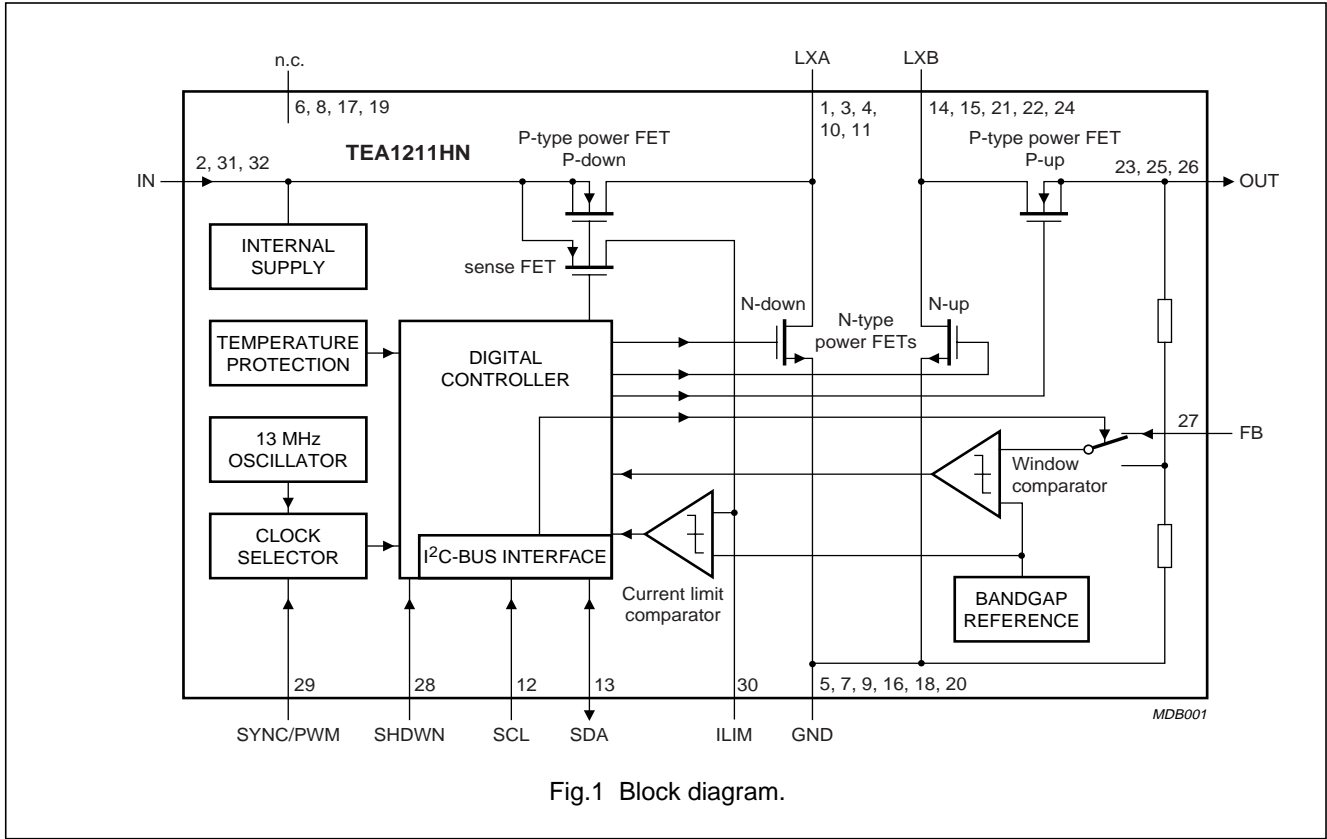 n.c.
LXA
LXB
6, 8, 17, 19
1, 3, 4,
10, 11
14, 15, 21, 22, 24
TEA1211HN
P-type power FET
P-down
P-type power FET
P-up
IN
2, 31, 32
23, 25, 26
OUT
INTERNAL
SUPPLY
sense FET
N-down
N-up
N-type
power FETs
TEMPERATURE
PROTECTION
DIGITAL
CONTROLLER
13 MHz
OSCILLATOR
27
FB
Window
comparator
CLOCK
SELECTOR
I²C-BUS INTERFACE
Current limit
comparator
BANDGAP
REFERENCE
29
28
12
13
30
5, 7, 9, 16, 18, 20
MDB001
SYNC/PWM
SHDWN
SCL
SDA
ILIM
GND
Fig.1 Block diagram.